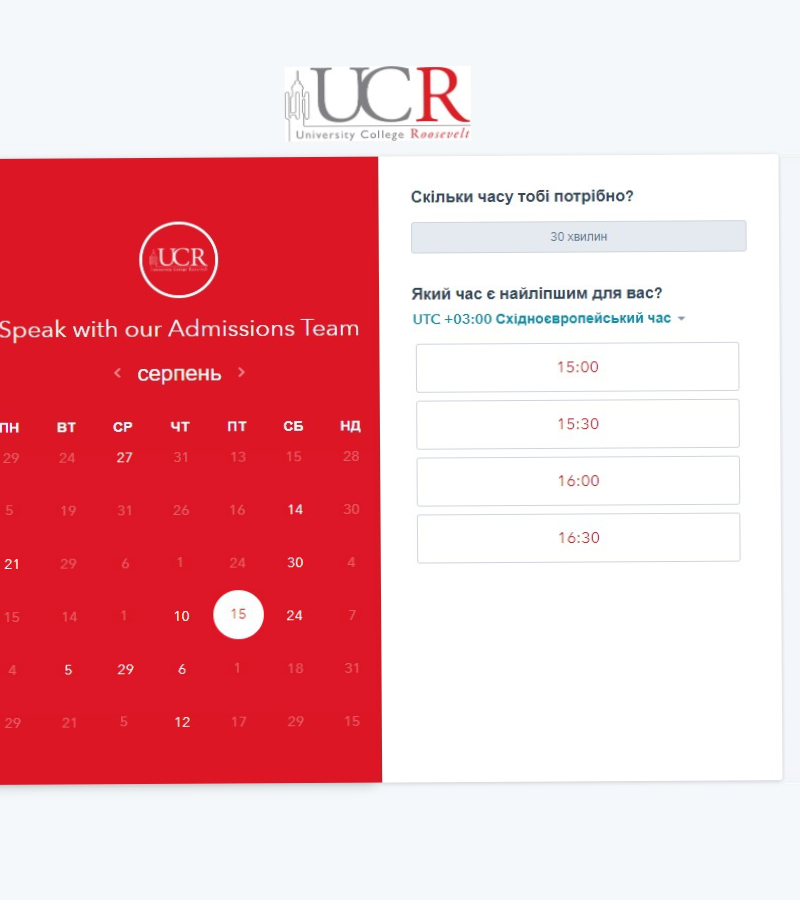 UCR
University College Roosevelt
UCR
Speak with our Admissions Team
серпень
ПН ВТ СР ЧТ ПТ СБ НД
29 24 27 31 13 15 28
5 19 31 26 16 14 30
21 29 6 1 24 30 4
15 14 1 10 15 24 7
4 5 29 6 1 18 31
29 21 5 12 17 29 15
Скільки часу тобі потрібно?
30 хвилин
Який час є найліпшим для вас?
UTC +03:00 Східноєвропейський час
15:00
15:30
16:00
16:30